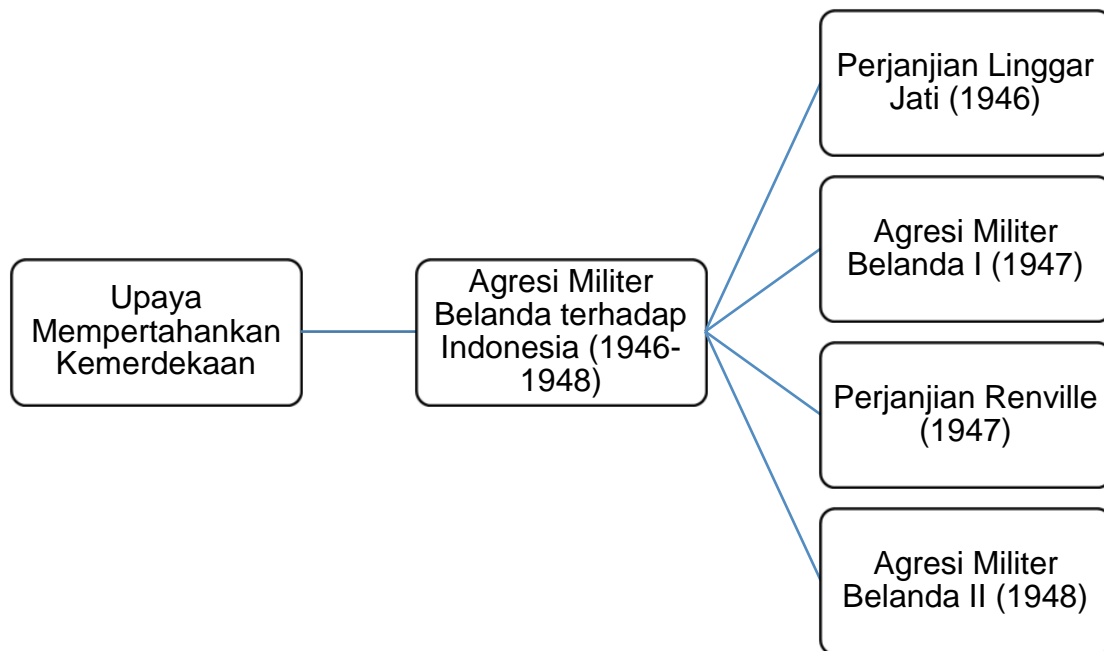 Upaya
Mempertahankan
Kemerdekaan
Agresi Militer
Belanda terhadap
Indonesia (1946-
1948)
Perjanjian Linggar
Jati (1946)
Agresi Militer
Belanda I (1947)
Perjanjian Renville
(1947)
Agresi Militer
Belanda II (1948)